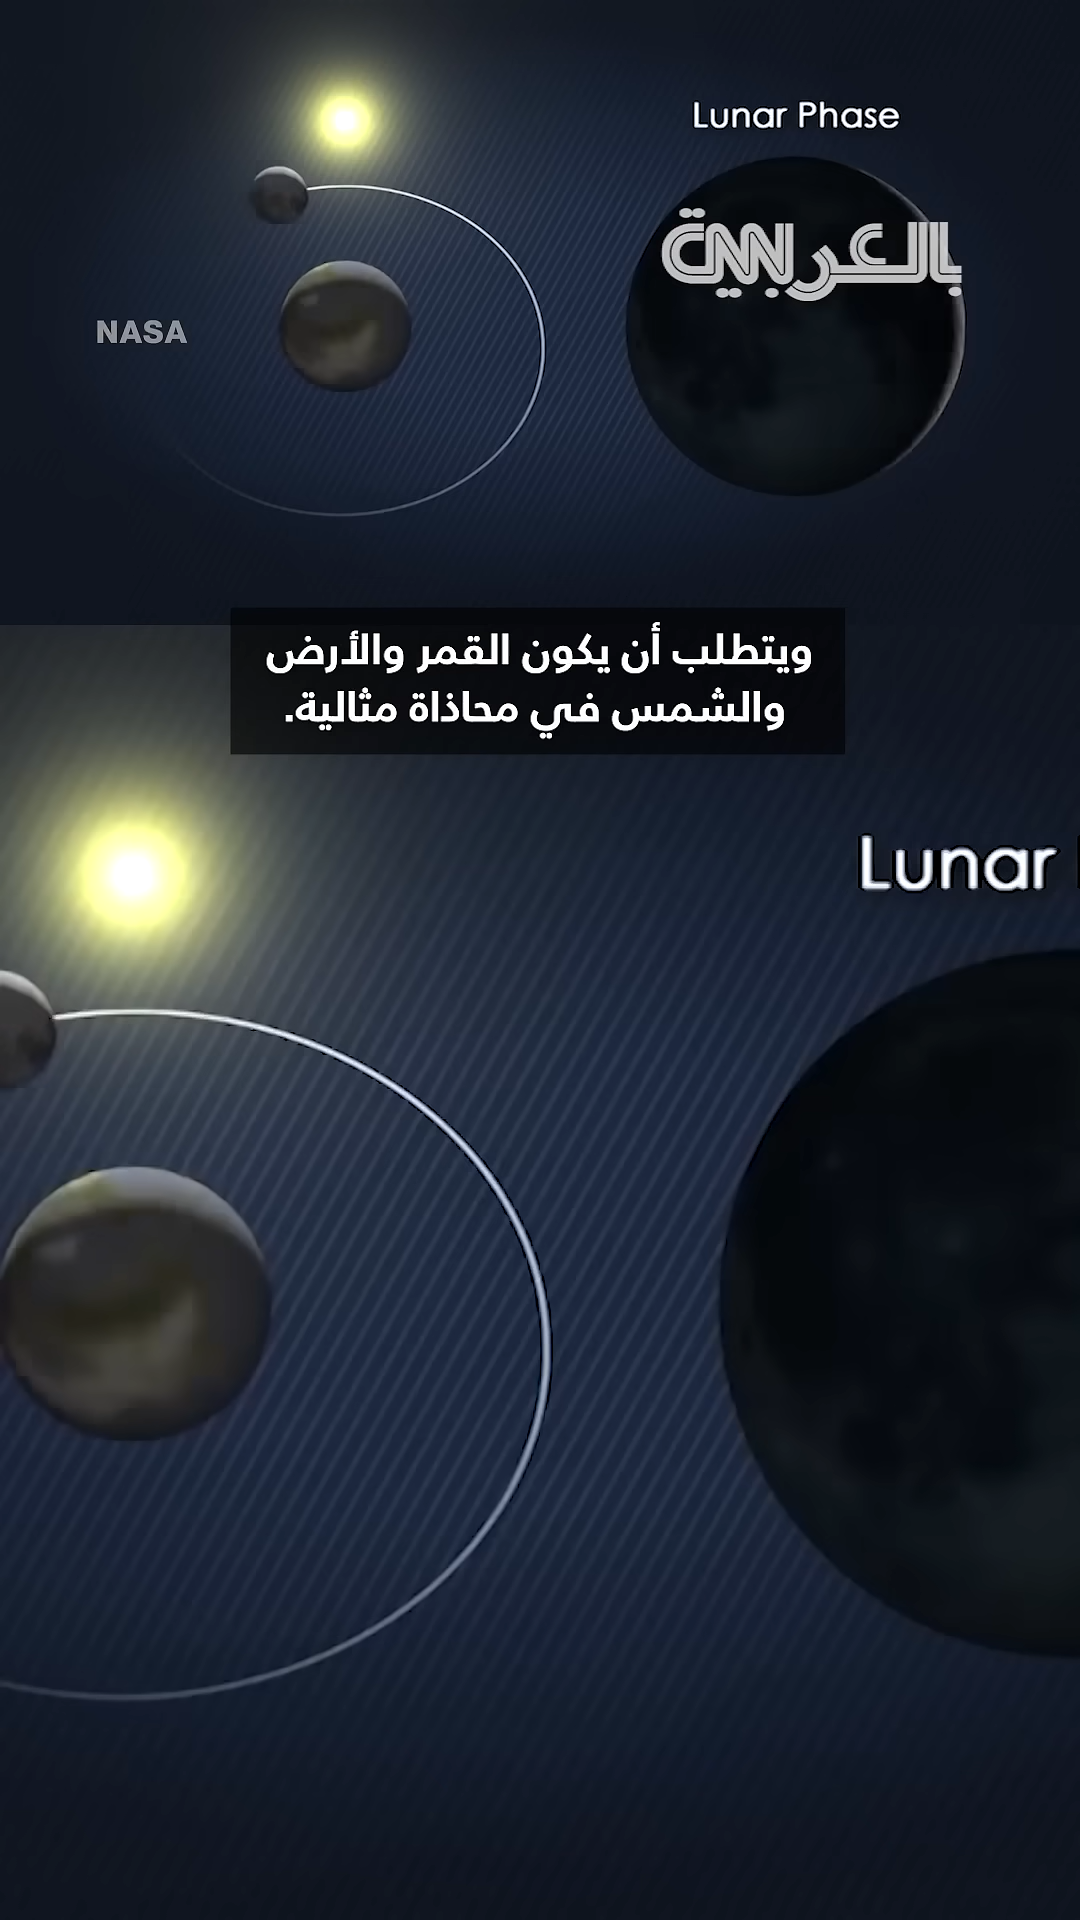 Lunar Phase
CNN بالعربية
NASA
ويتطلب أن يكون القمر والأرض
والشمس في محاذاة مثالية.
Lunar